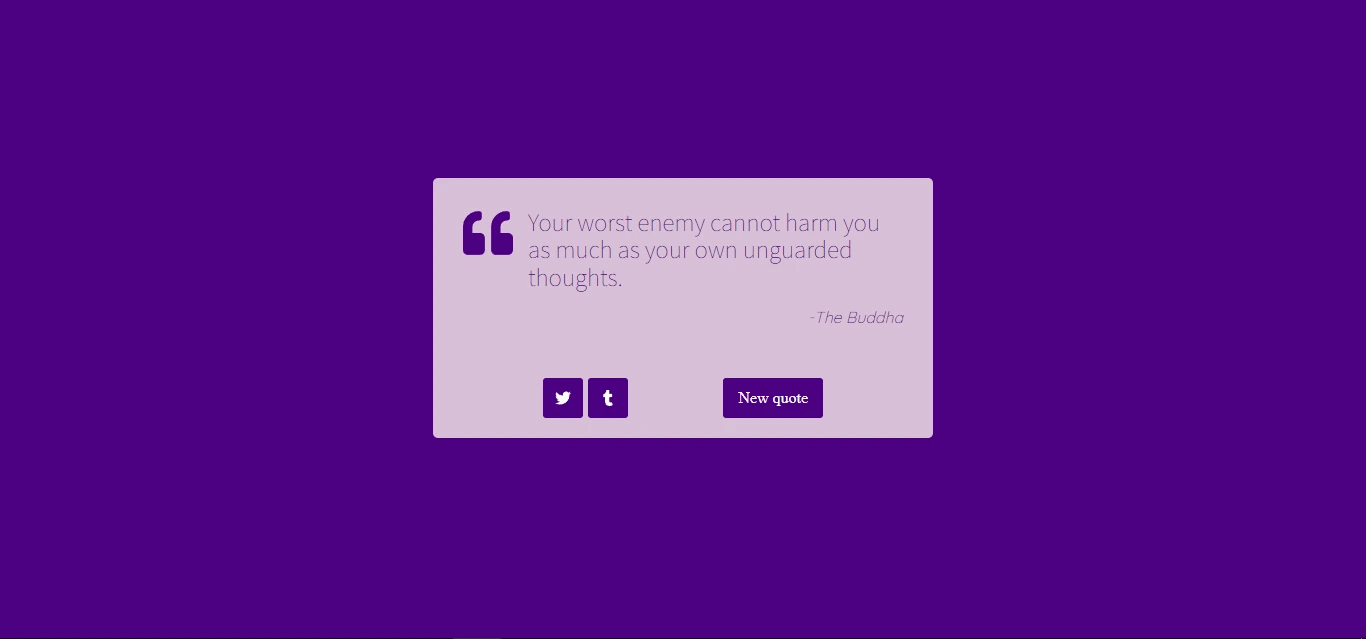 Your worst enemy cannot harm you
as much as your own unguarded
thoughts.
-The Buddha
New quote